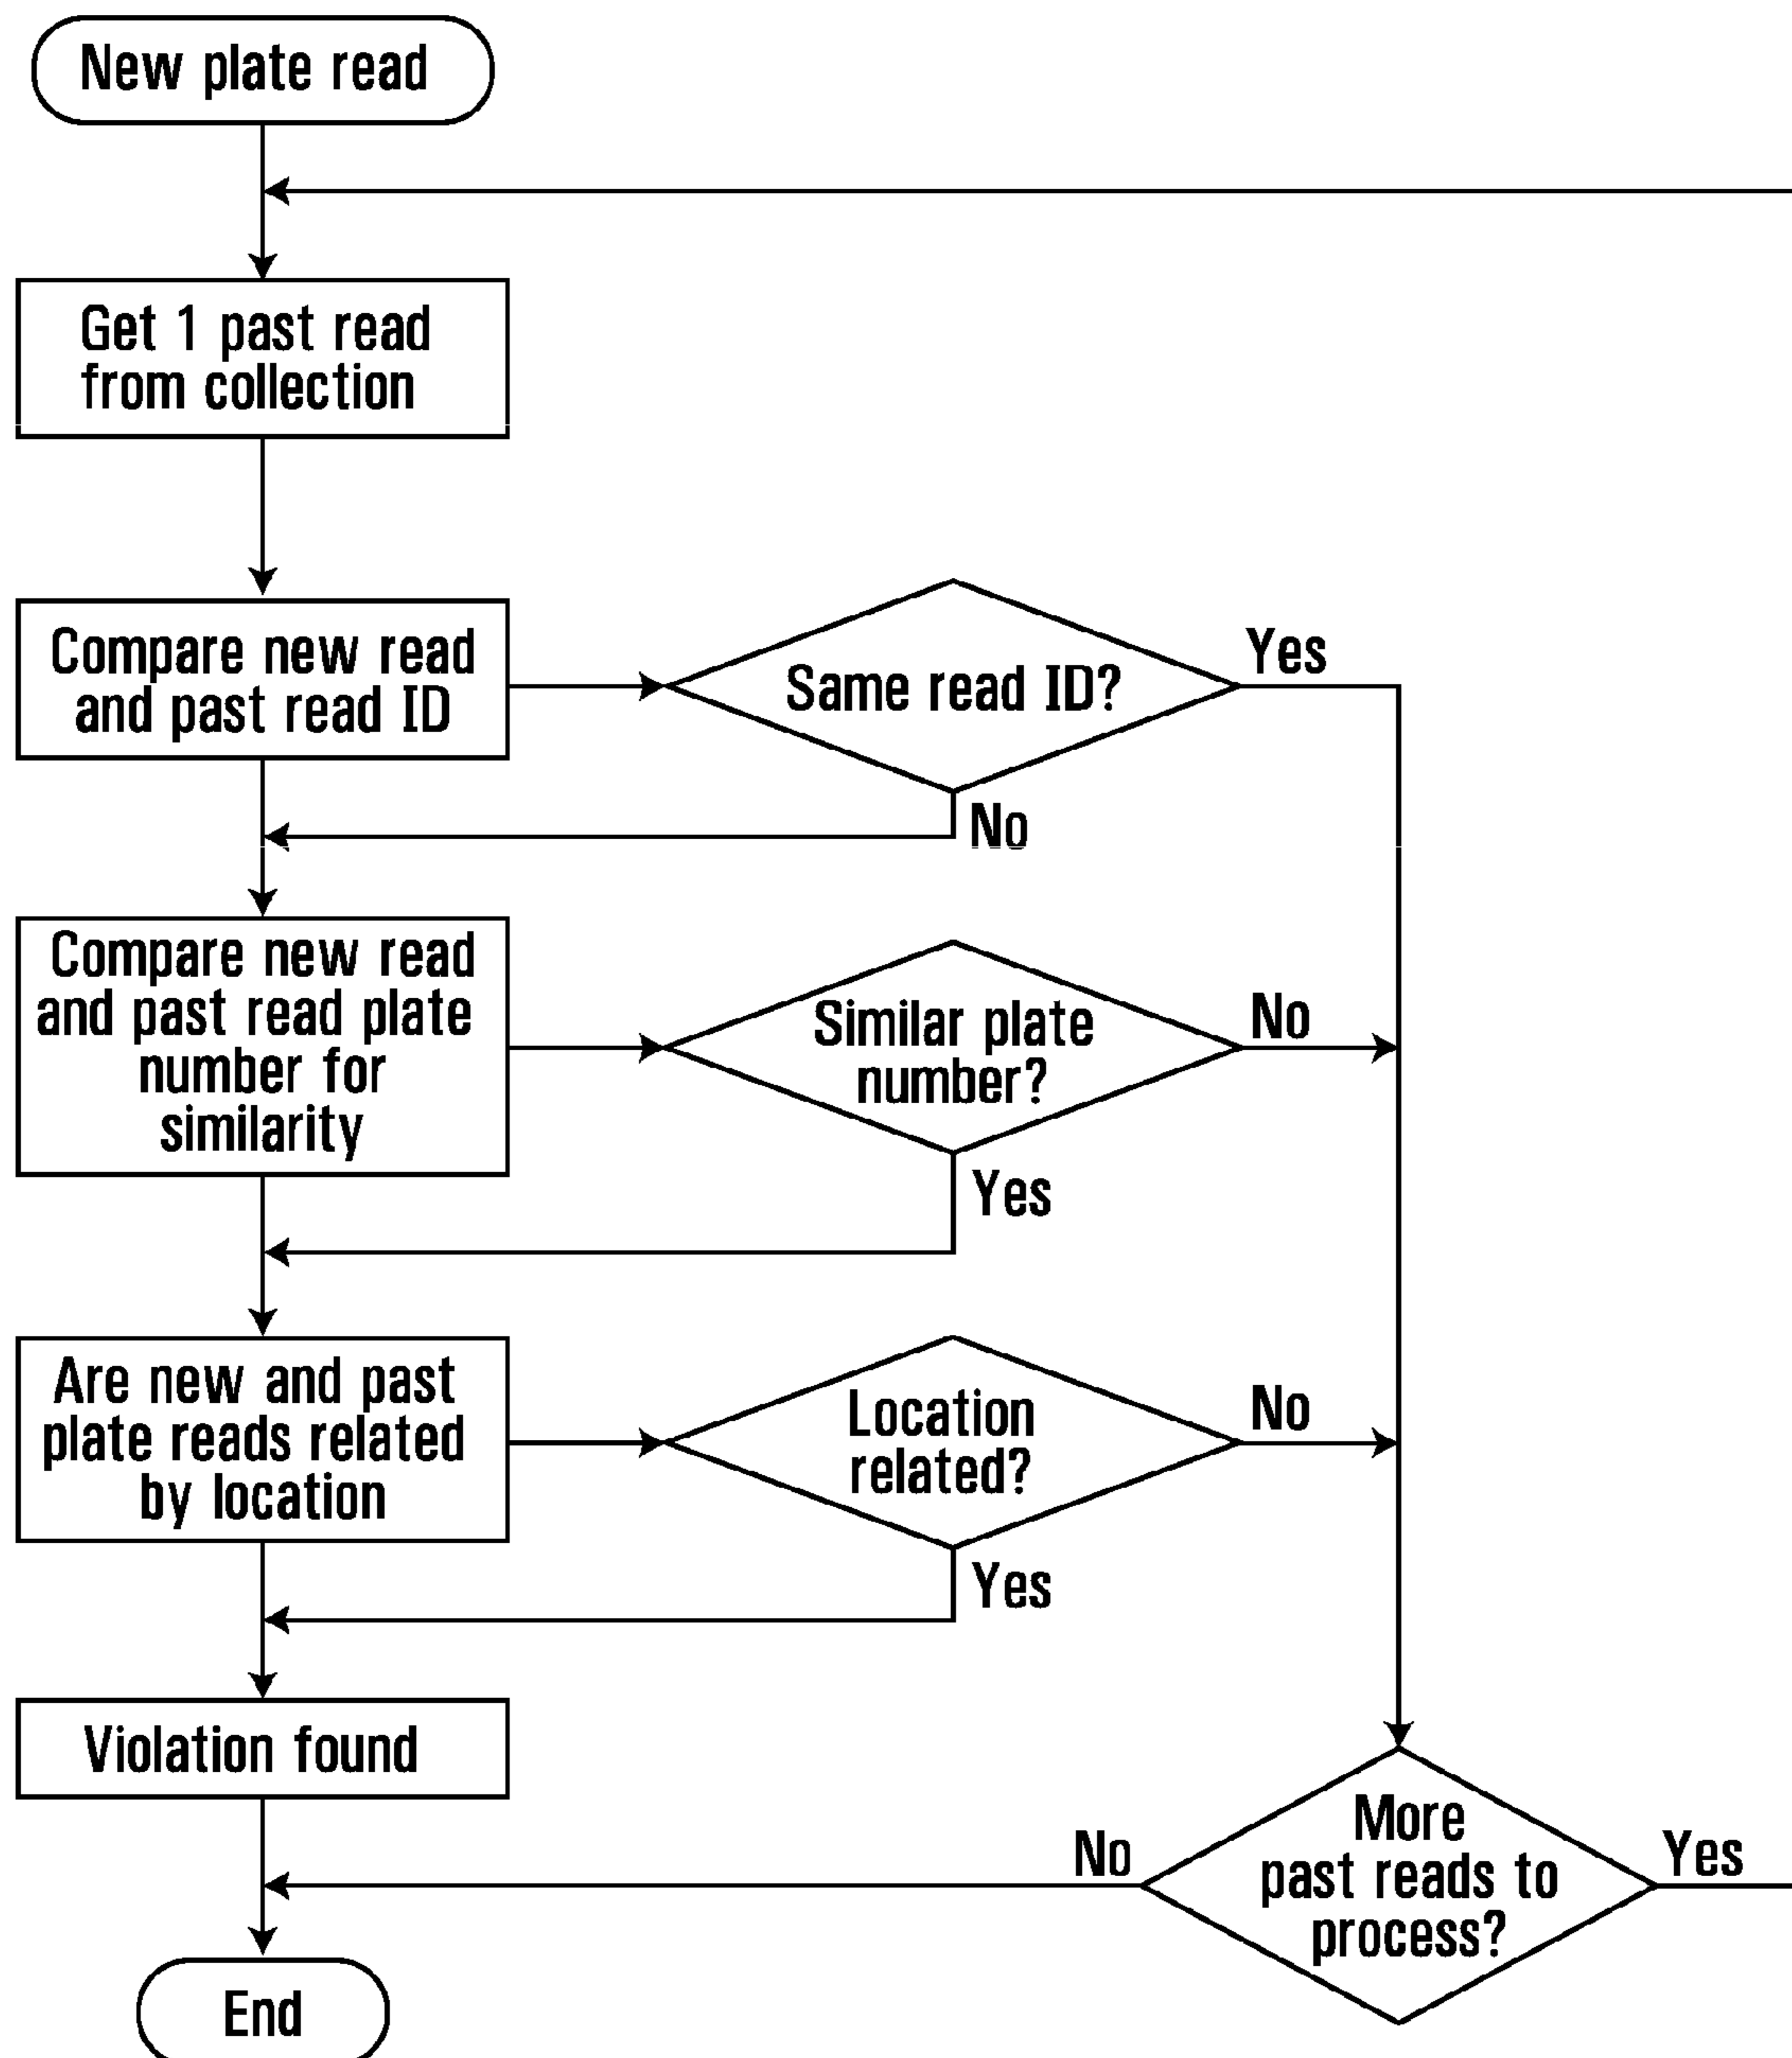 New plate read
Get 1 past read
from collection
Compare new read
and past read ID
Same read ID?
Yes
No
Compare new read
and past read plate
number for
similarity
Similar plate
number?
No
Yes
Are new and past
plate reads related
by location
Location
related?
No
Yes
Violation found
More
past reads to
process?
No
Yes
End